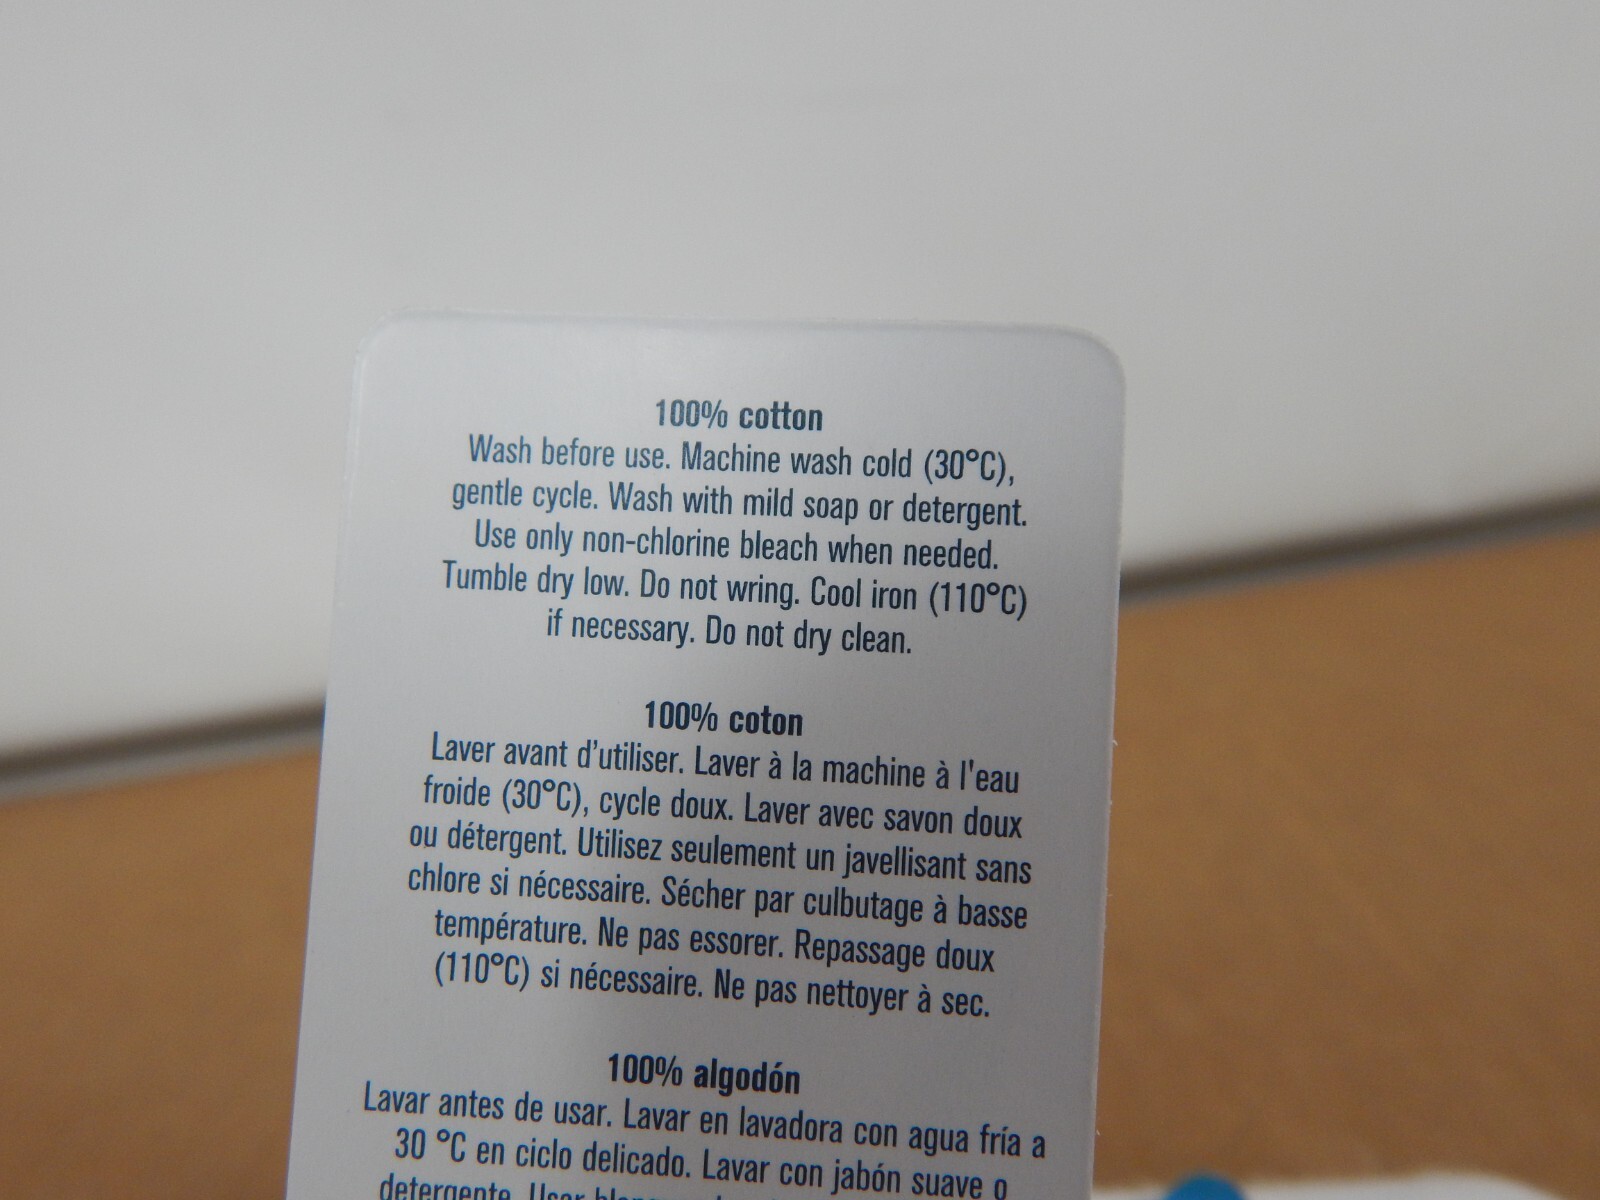 100% cotton
Wash before use. Machine wash cold (30°C),
gentle cycle. Wash with mild soap or detergent.
Use only non-chlorine bleach when needed.
Tumble dry low. Do not wring. Cool iron (110°C)
if necessary. Do not dry clean.
100% coton
Laver avant d’utiliser. Laver à la machine à l'eau
froide (30°C), cycle doux. Laver avec savon doux
ou détergent. Utilisez seulement un javellisant sans
chlore si nécessaire. Sécher par culbutage à basse
température. Ne pas essorer. Repassage doux
(110°C) si nécessaire. Ne pas nettoyer à sec.
100% algodón
Lavar antes de usar. Lavar en lavadora con agua fría a
30 °C en ciclo delicado. Lavar con jabón suave o
detergente. Usar